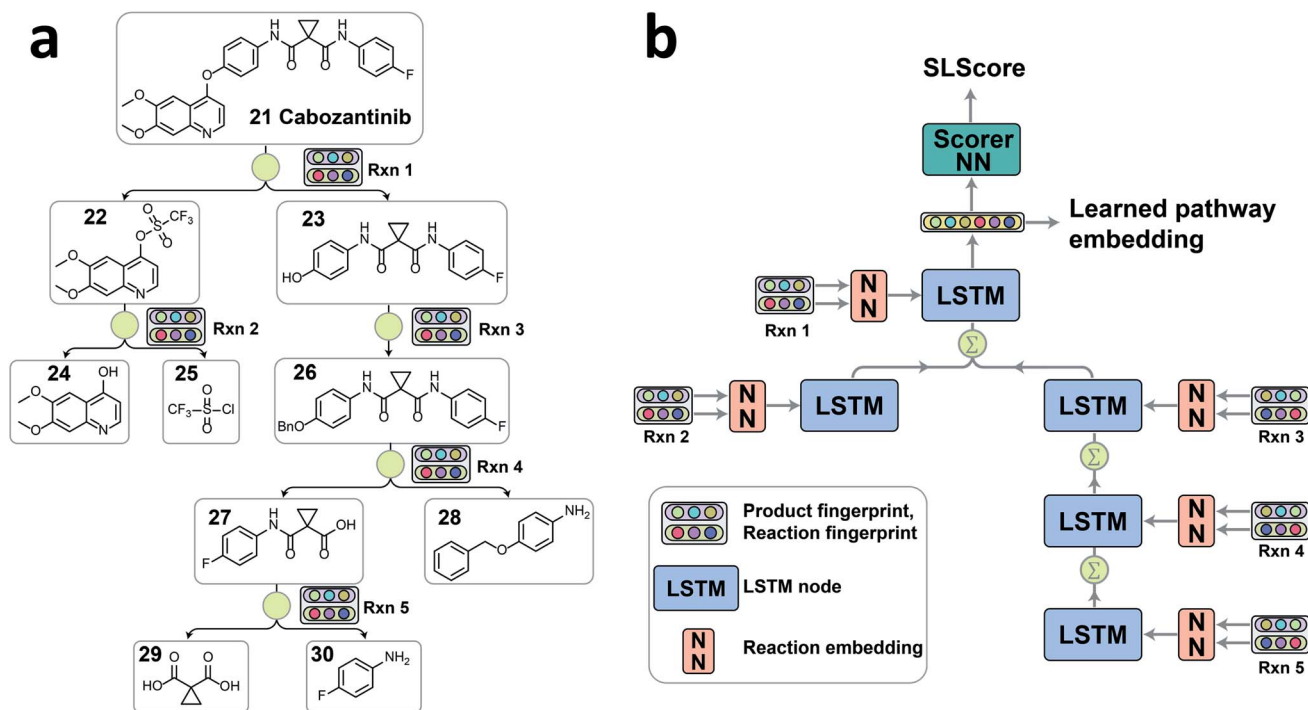 a
H
N
H
N
O
O
F
O
O
O
N
21 Cabozantinib
Rxn 1
22
O
S
CF3
O
O
O
O
N
23
H
N
H
N
HO
O
O
F
Rxn 2
Rxn 3
24
OH
O
O
N
25
O
CF3
S
Cl
O
26
H
N
H
N
BnO
O
O
F
Rxn 4
27
H
N
OH
F
O
O
28
NH2
O
Rxn 5
29
O
O
HO
OH
30
NH2
F
b
SLScore
Scorer
NN
Learned pathway
embedding
N
N
LSTM
Rxn 1
Σ
N
N
LSTM
Rxn 2
LSTM
N
N
Rxn 3
Σ
LSTM
N
N
Rxn 4
Σ
LSTM
N
N
Rxn 5
Product fingerprint,
Reaction fingerprint
LSTM
LSTM node
N
N
Reaction embedding